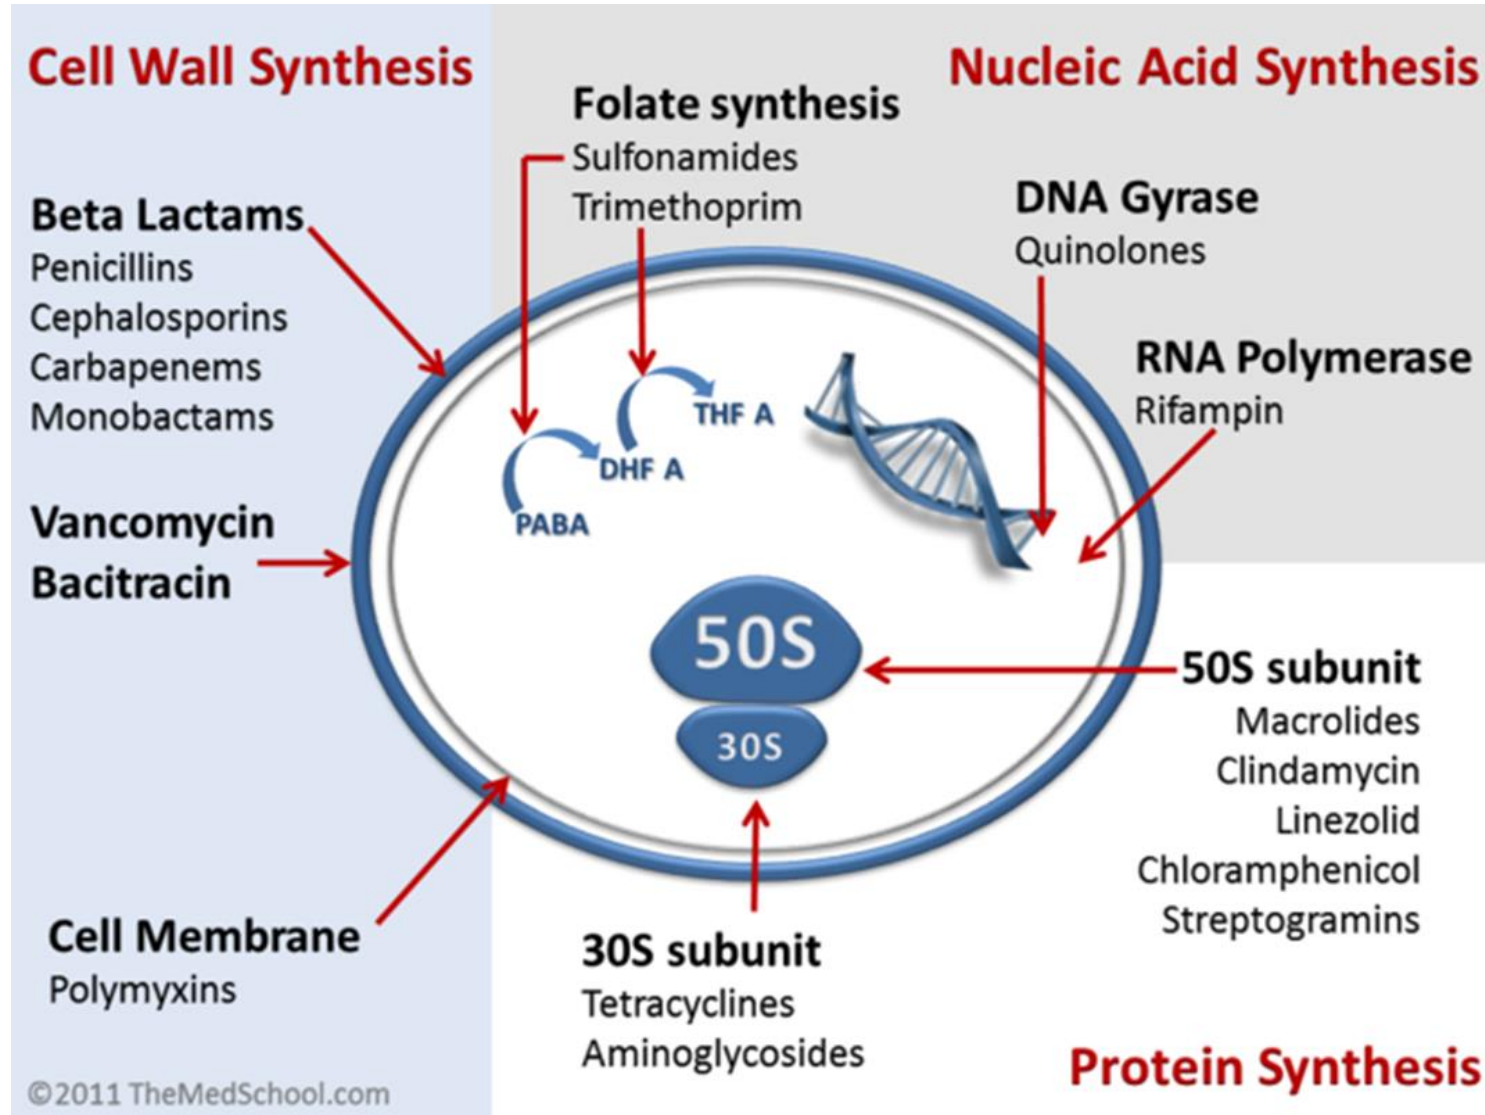 Cell Wall Synthesis
Nucleic Acid Synthesis
Folate synthesis
Sulfonamides
Trimethoprim
Beta Lactams
Penicillins
Cephalosporins
Carbapenems
Monobactams
DNA Gyrase
Quinolones
RNA Polymerase
Rifampin
THF A
DHF A
PABA
Vancomycin
Bacitracin
50S
30S
50S subunit
Macrolides
Clindamycin
Linezolid
Chloramphenicol
Streptogramins
Cell Membrane
Polymyxins
30S subunit
Tetracyclines
Aminoglycosides
Protein Synthesis
©2011 TheMedSchool.com